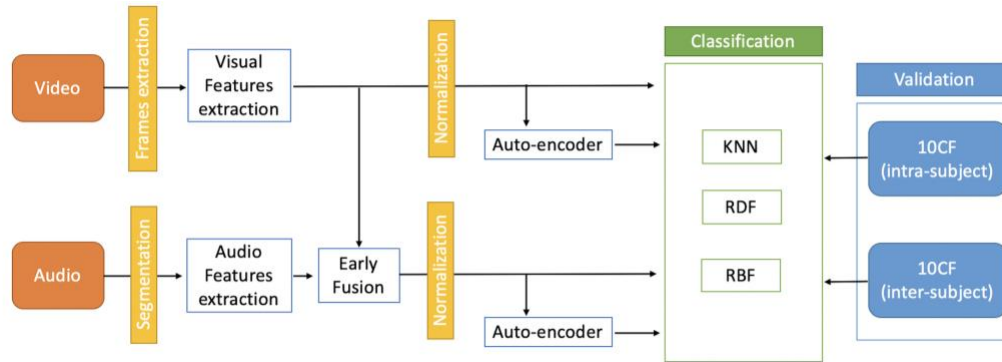 Video
Frames extraction
Visual
Features
extraction
Normalization
Auto-encoder
Classification
KNN
RDF
RBF
Validation
10CF
(intra-subject)
10CF
(inter-subject)
Audio
Segmentation
Audio
Features
extraction
Early
Fusion
Normalization
Auto-encoder